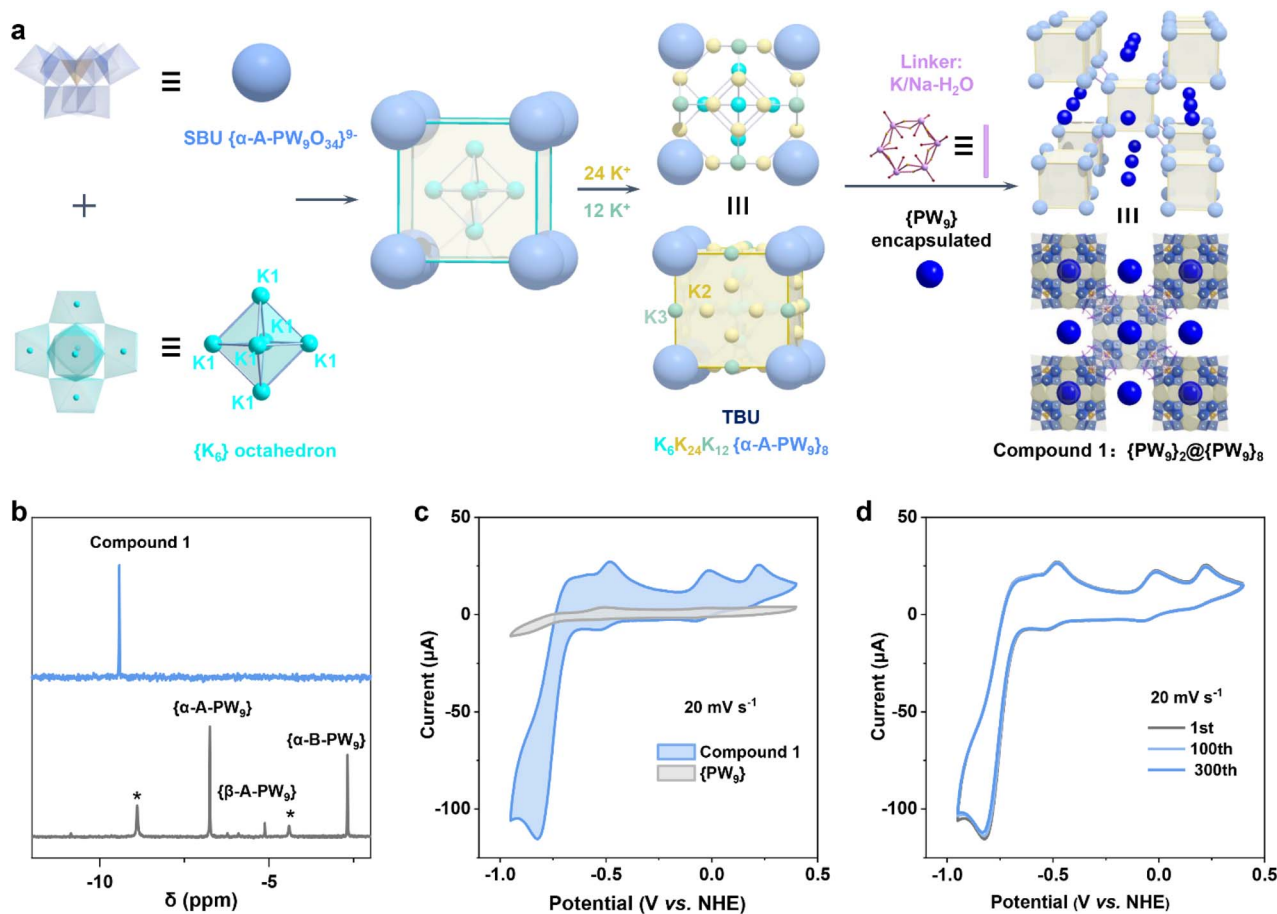 a
SBU {α-A-PW₉O₃₄}⁹⁻
K1
K1
K1
K1
K1
K1
{K₆} octahedron
24 K⁺
12 K⁺
K2
K3
TBU
K₆K₂₄K₁₂{α-A-PW₉}₈
Linker:
K/Na-H₂O
{PW₉}
encapsulated
Compound 1: {PW₉}₂@{PW₉}₈
b
Compound 1
{α-A-PW₉}
{α-B-PW₉}
{β-A-PW₉}
*
*
-10
-5
δ (ppm)
c
50
0
-50
-100
Current (μA)
20 mV s⁻¹
Compound 1
{PW₉}
-1.0
-0.5
0.0
0.5
Potential (V vs. NHE)
d
50
0
-50
-100
Current (μA)
20 mV s⁻¹
1st
100th
300th
-1.0
-0.5
0.0
0.5
Potential (V vs. NHE)